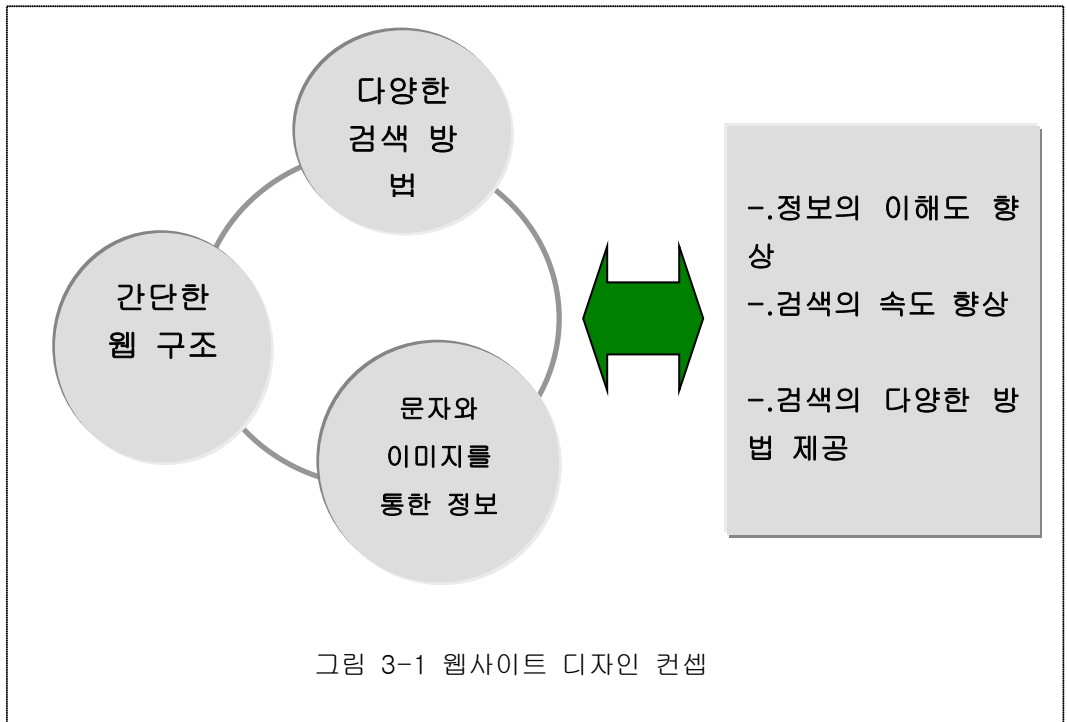 다양한
검색 방
법
간단한
웹 구조
문자와
이미지를
통한 정보
-.정보의 이해도 향
상
-.검색의 속도 향상
-.검색의 다양한 방
법 제공
그림 3-1 웹사이트 디자인 컨셉